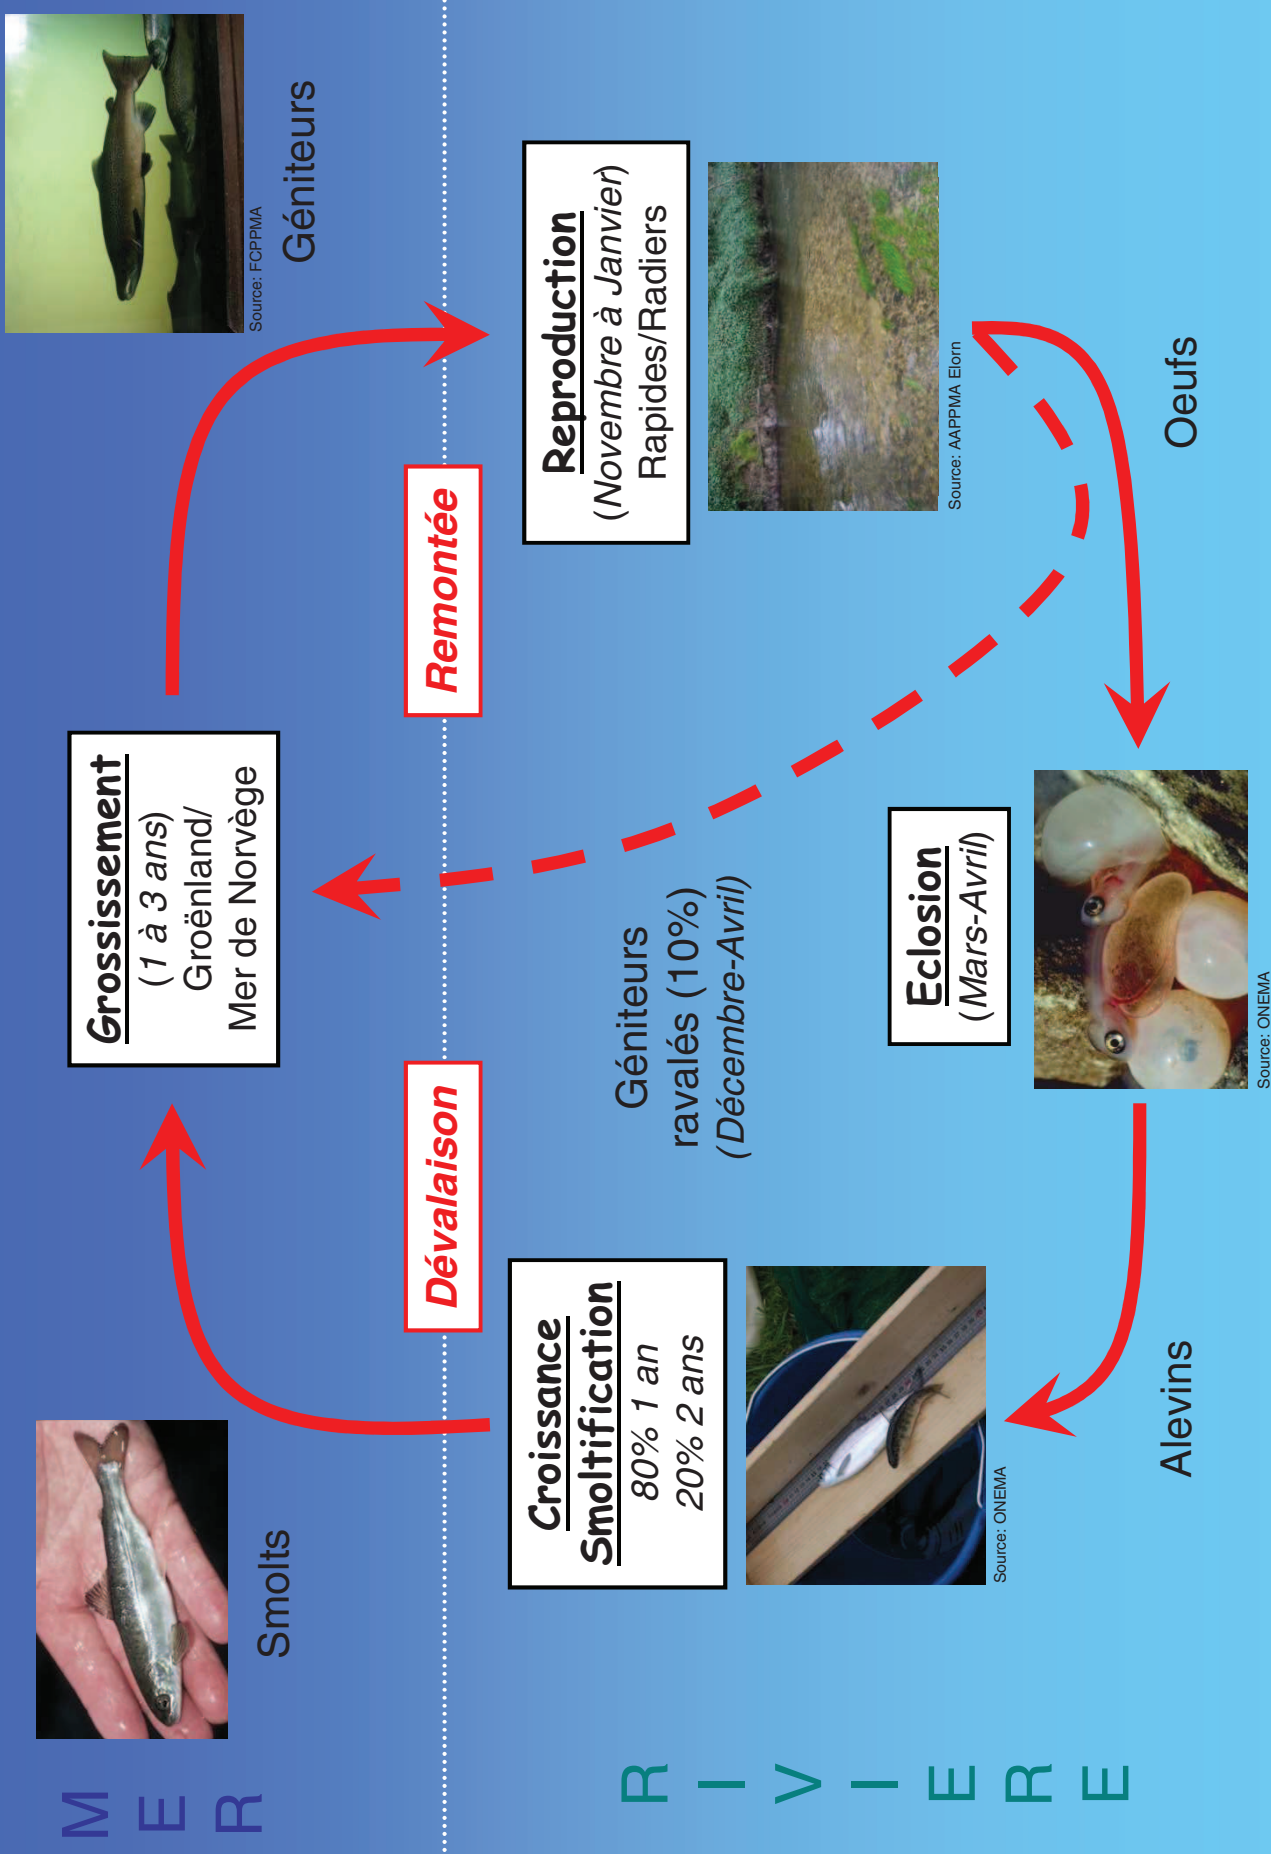 M
E
R
Smolts
Source: FCPPMA
Géniteurs
Grossissement
(1 à 3 ans)
Groënland/
Mer de Norvège
Dévalaison
Remontée
Croissance
Smoltification
80% 1 an
20% 2 ans
Source: ONEMA
Géniteurs
ravalés (10%)
(Décembre-Avril)
Reproduction
(Novembre à Janvier)
Rapides/Radiers
Source: AAPPMA Elorn
R
I
V
I
E
R
E
Eclosion
(Mars-Avril)
Source: ONEMA
Alevins
Oeufs